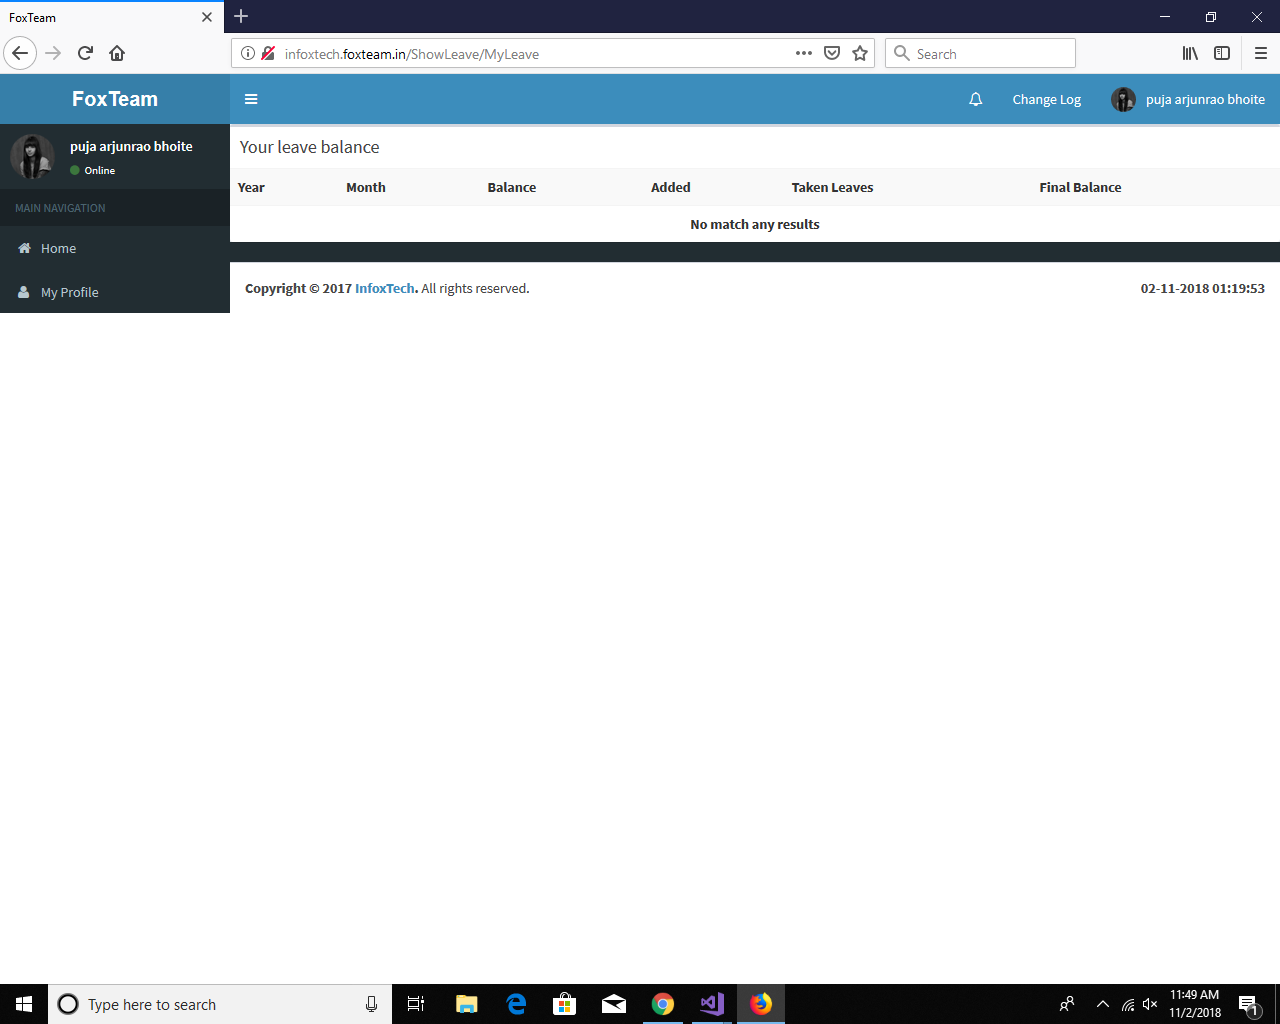 FoxTeam
infoxtech.foxteam.in/ShowLeave/MyLeave
Search
FoxTeam
Change Log
puja arjunrao bhoite
puja arjunrao bhoite
Online
Your leave balance
Year Month Balance Added Taken Leaves Final Balance
MAIN NAVIGATION
No match any results
Home
My Profile
Copyright © 2017 InfoxTech. All rights reserved.
02-11-2018 01:19:53
Type here to search
11:49 AM
11/2/2018
1